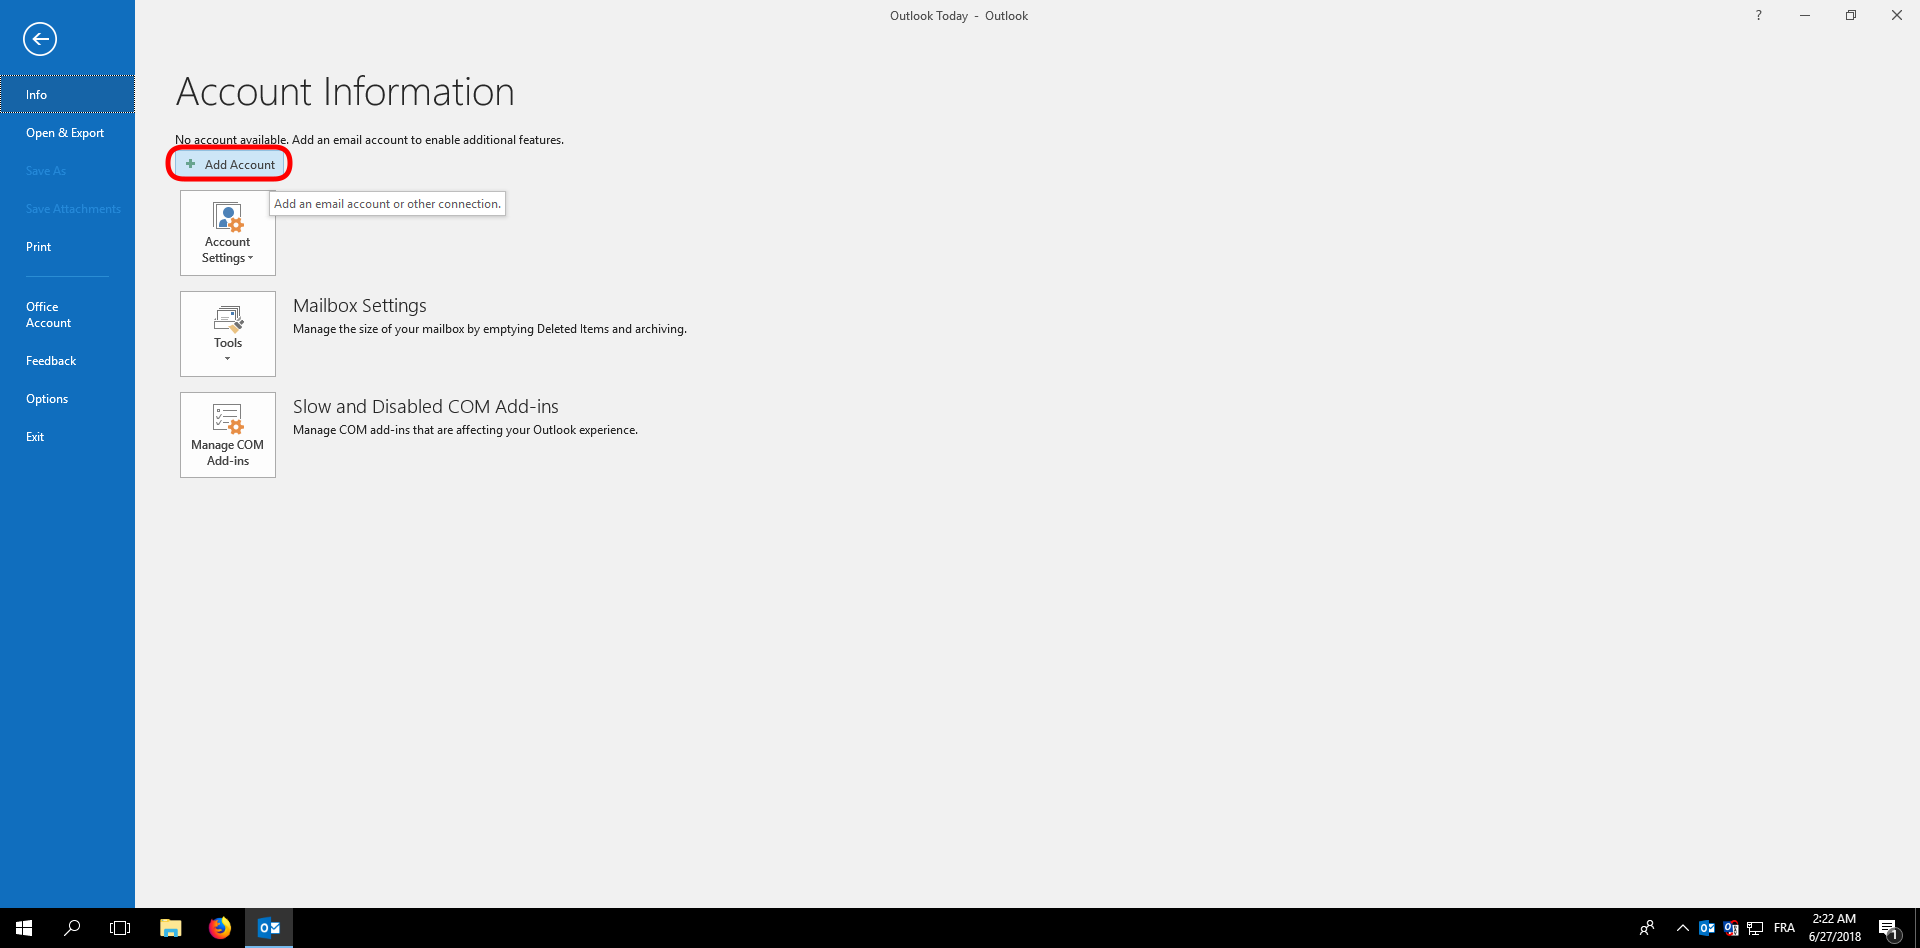 Outlook Today - Outlook
?
Info
Open & Export
Save As
Save Attachments
Print
Office
Account
Feedback
Options
Exit
Account Information
No account available. Add an email account to enable additional features.
Add Account
Add an email account or other connection.
Account
Settings
Mailbox Settings
Manage the size of your mailbox by emptying Deleted Items and archiving.
Tools
Slow and Disabled COM Add-ins
Manage COM add-ins that are affecting your Outlook experience.
Manage COM
Add-ins
FRA
2:22 AM
6/27/2018
1